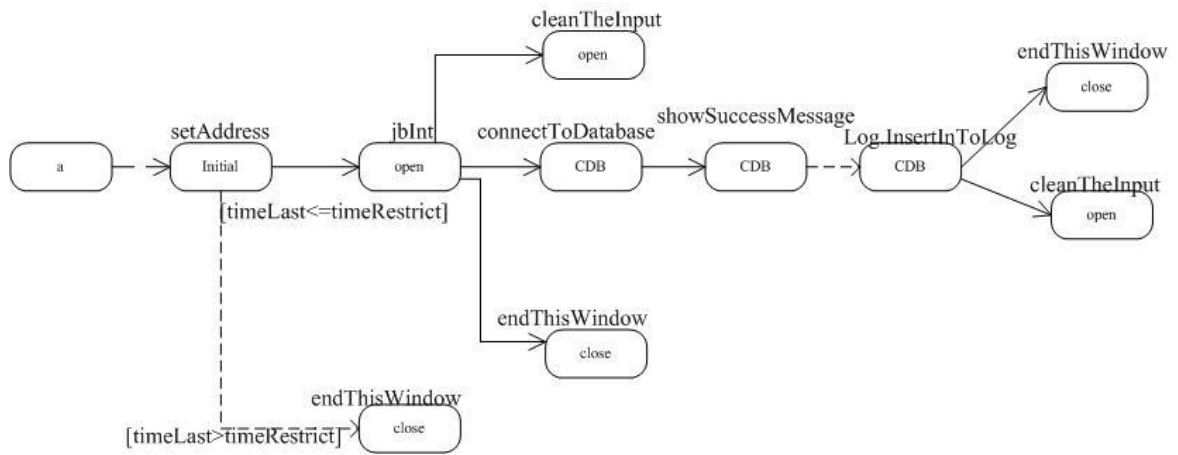 cleanTheInput
open
endThisWindow
close
setAddress
jbInt
connectToDatabase
showSuccessMessage
Log.InsertInToLog
a
Initial
open
CDB
CDB
CDB
cleanTheInput
open
[timeLast<=timeRestrict]
endThisWindow
close
endThisWindow
close
[timeLast>timeRestrict]